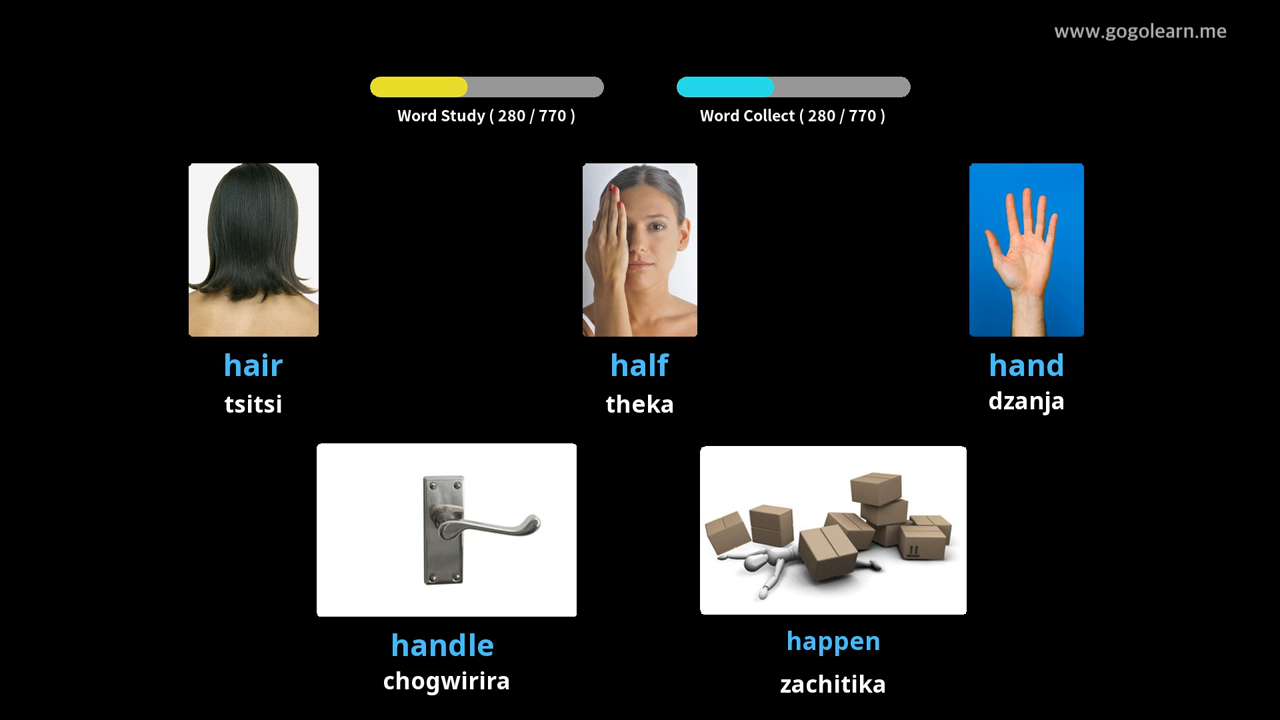 www.gogolearn.me
Word Study ( 280 / 770 )
Word Collect ( 280 / 770 )
hair
tsitsi
half
theka
hand
dzanja
handle
chogwirira
happen
zachitika